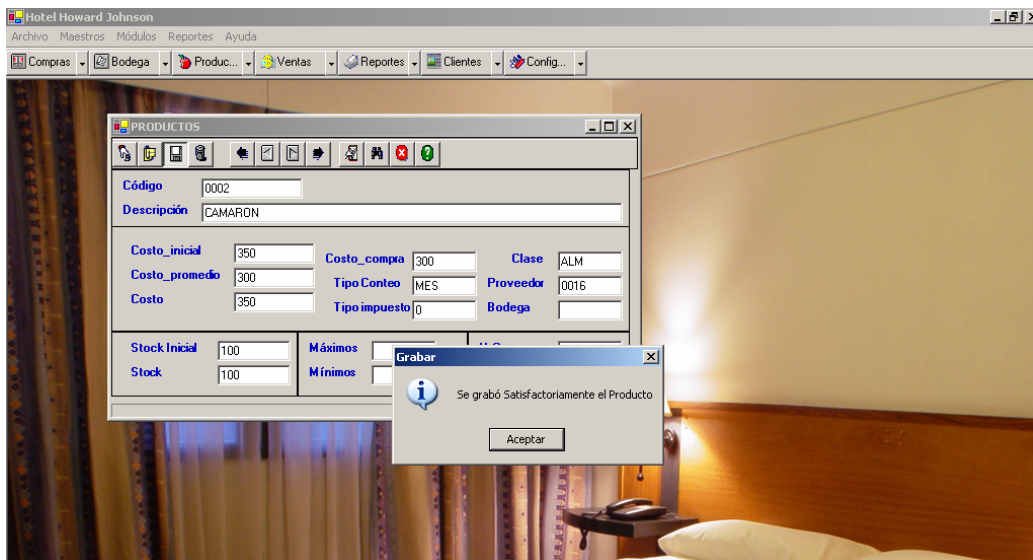 Hotel Howard Johnson
Archivo Maestros Módulos Reportes Ayuda
Compras Bodega Produc... Ventas Reportes Clientes Config...
PRODUCTOS
Código 0002
Descripción CAMARON
Costo_inicial 350 Costo_compra 300 Clase ALM
Costo_promedio 300 Tipo Conteo MES Proveedor 0016
Costo 350 Tipo impuesto 0 Bodega
Stock Inicial 100 Máximos
Stock 100 Mínimos
Grabar
Se grabó Satisfactoriamente el Producto
Aceptar